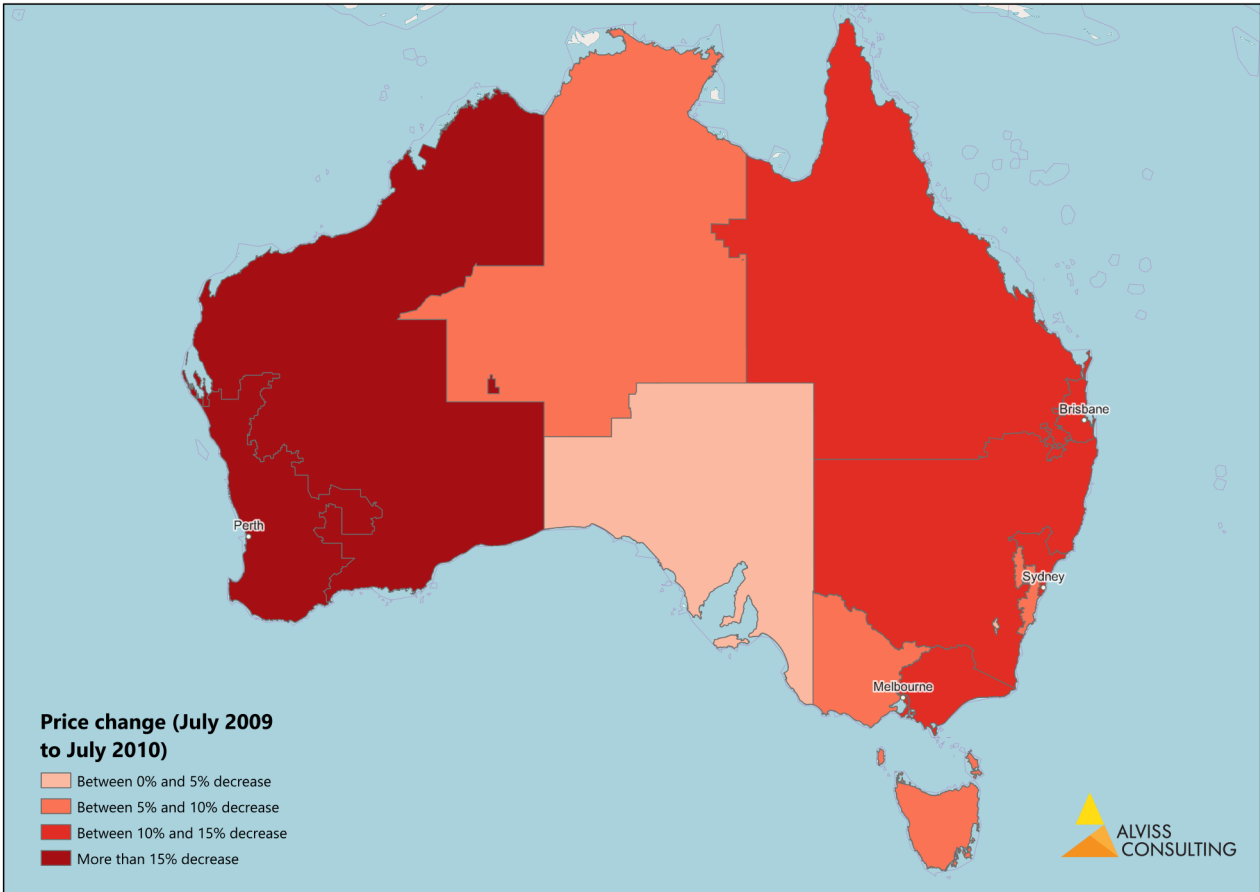 Brisbane
Perth
Sydney
Melbourne
Price change (July 2009
to July 2010)
Between 0% and 5% decrease
Between 5% and 10% decrease
Between 10% and 15% decrease
More than 15% decrease
ALVISS
CONSULTING